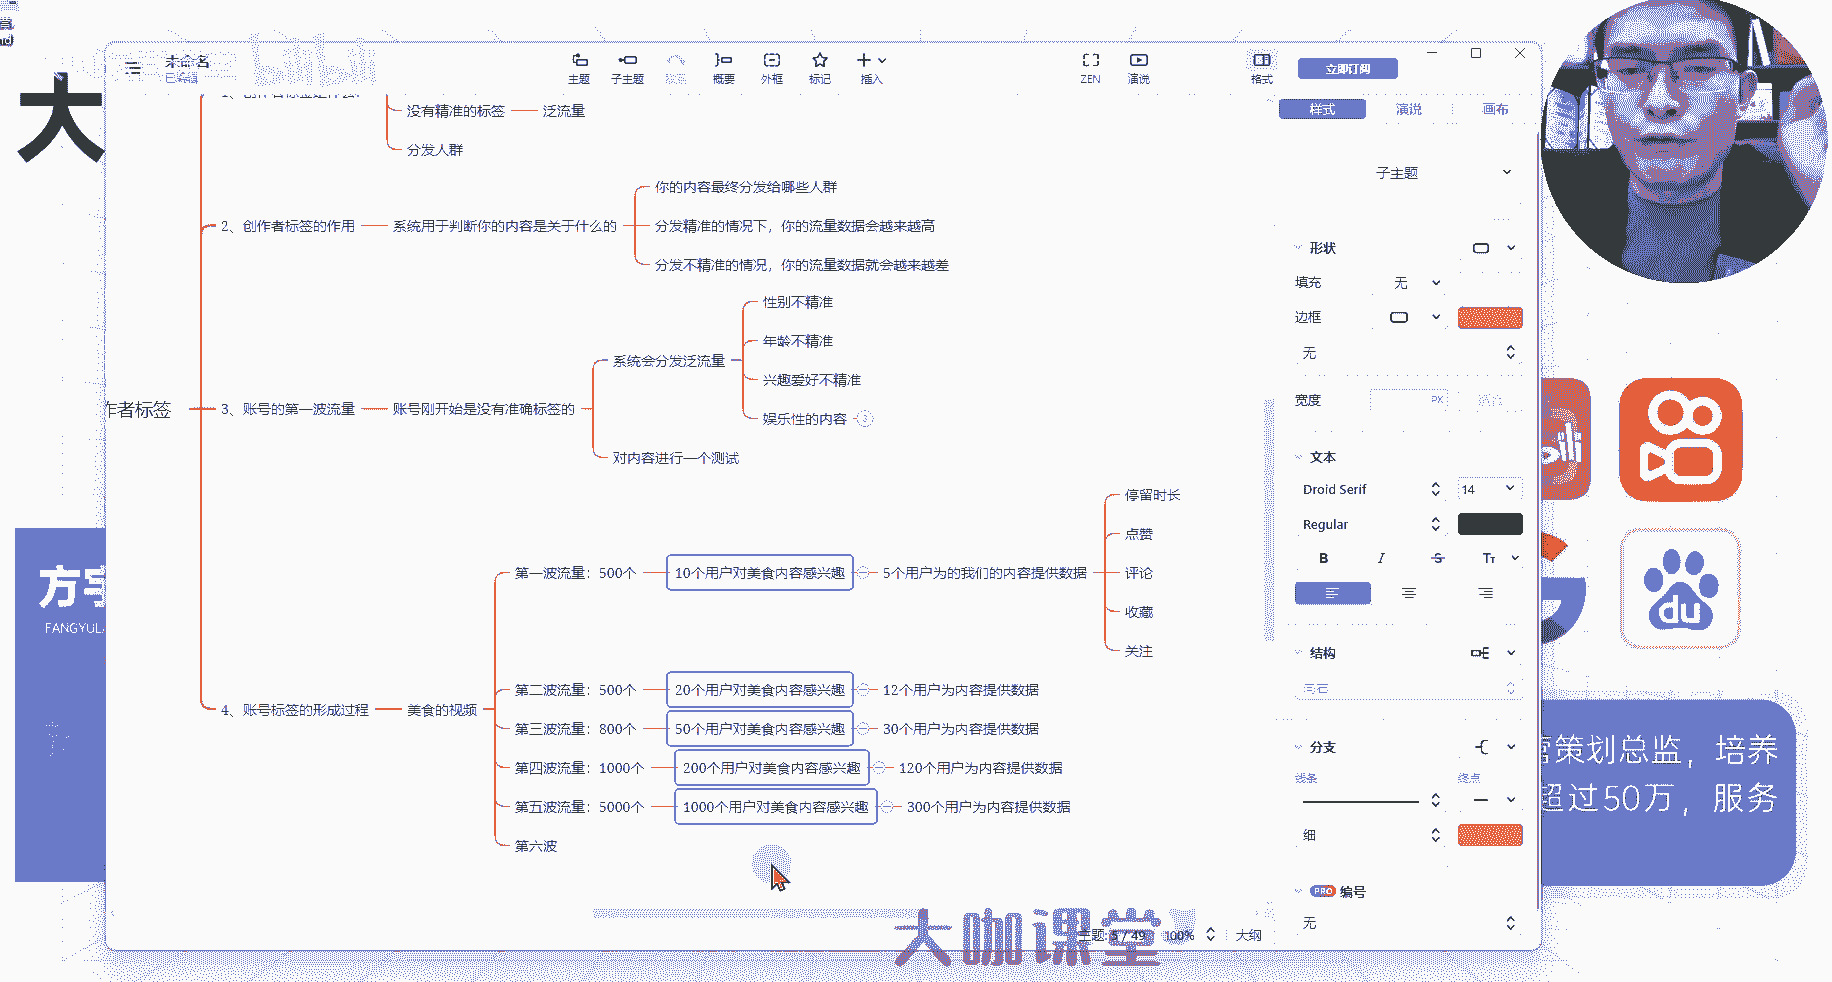 未命名
已编辑
主题
子主题
概要
外框
标记
插入
ZEN
演说
格式
立即订阅
样式
演说
画布
大
没有精准的标签
泛流量
分发人群
2、创作者标签的作用
系统用于判断你的内容是关于什么的
你的内容最终分发给哪些人群
分发精准的情况下，你的流量数据会越来越高
分发不精准的情况，你的流量数据就会越来越差
作者标签
3、账号的第一波流量
账号刚开始是没有准确标签的
系统会分发泛流量
性别不精准
年龄不精准
兴趣爱好不精准
娱乐性的内容
对内容进行一个测试
4、账号标签的形成过程
美食的视频
第一波流量：500个
10个用户对美食内容感兴趣
5个用户为的我们的内容提供数据
停留时长
点赞
评论
收藏
关注
第二波流量：500个
20个用户对美食内容感兴趣
12个用户为内容提供数据
第三波流量：800个
50个用户对美食内容感兴趣
30个用户为内容提供数据
第四波流量：1000个
200个用户对美食内容感兴趣
120个用户为内容提供数据
第五波流量：5000个
1000个用户对美食内容感兴趣
300个用户为内容提供数据
第六波
子主题
形状
填充
无
边框
无
宽度
PX
文本
Droid Serif
14
Regular
B
I
S
Tт
结构
分支
线条
终点
细
PRO
编号
无
主题: 5 / 49
100%
大纲
大咖课堂
方
FANGYU
du
营策划总监，培养
超过50万，服务